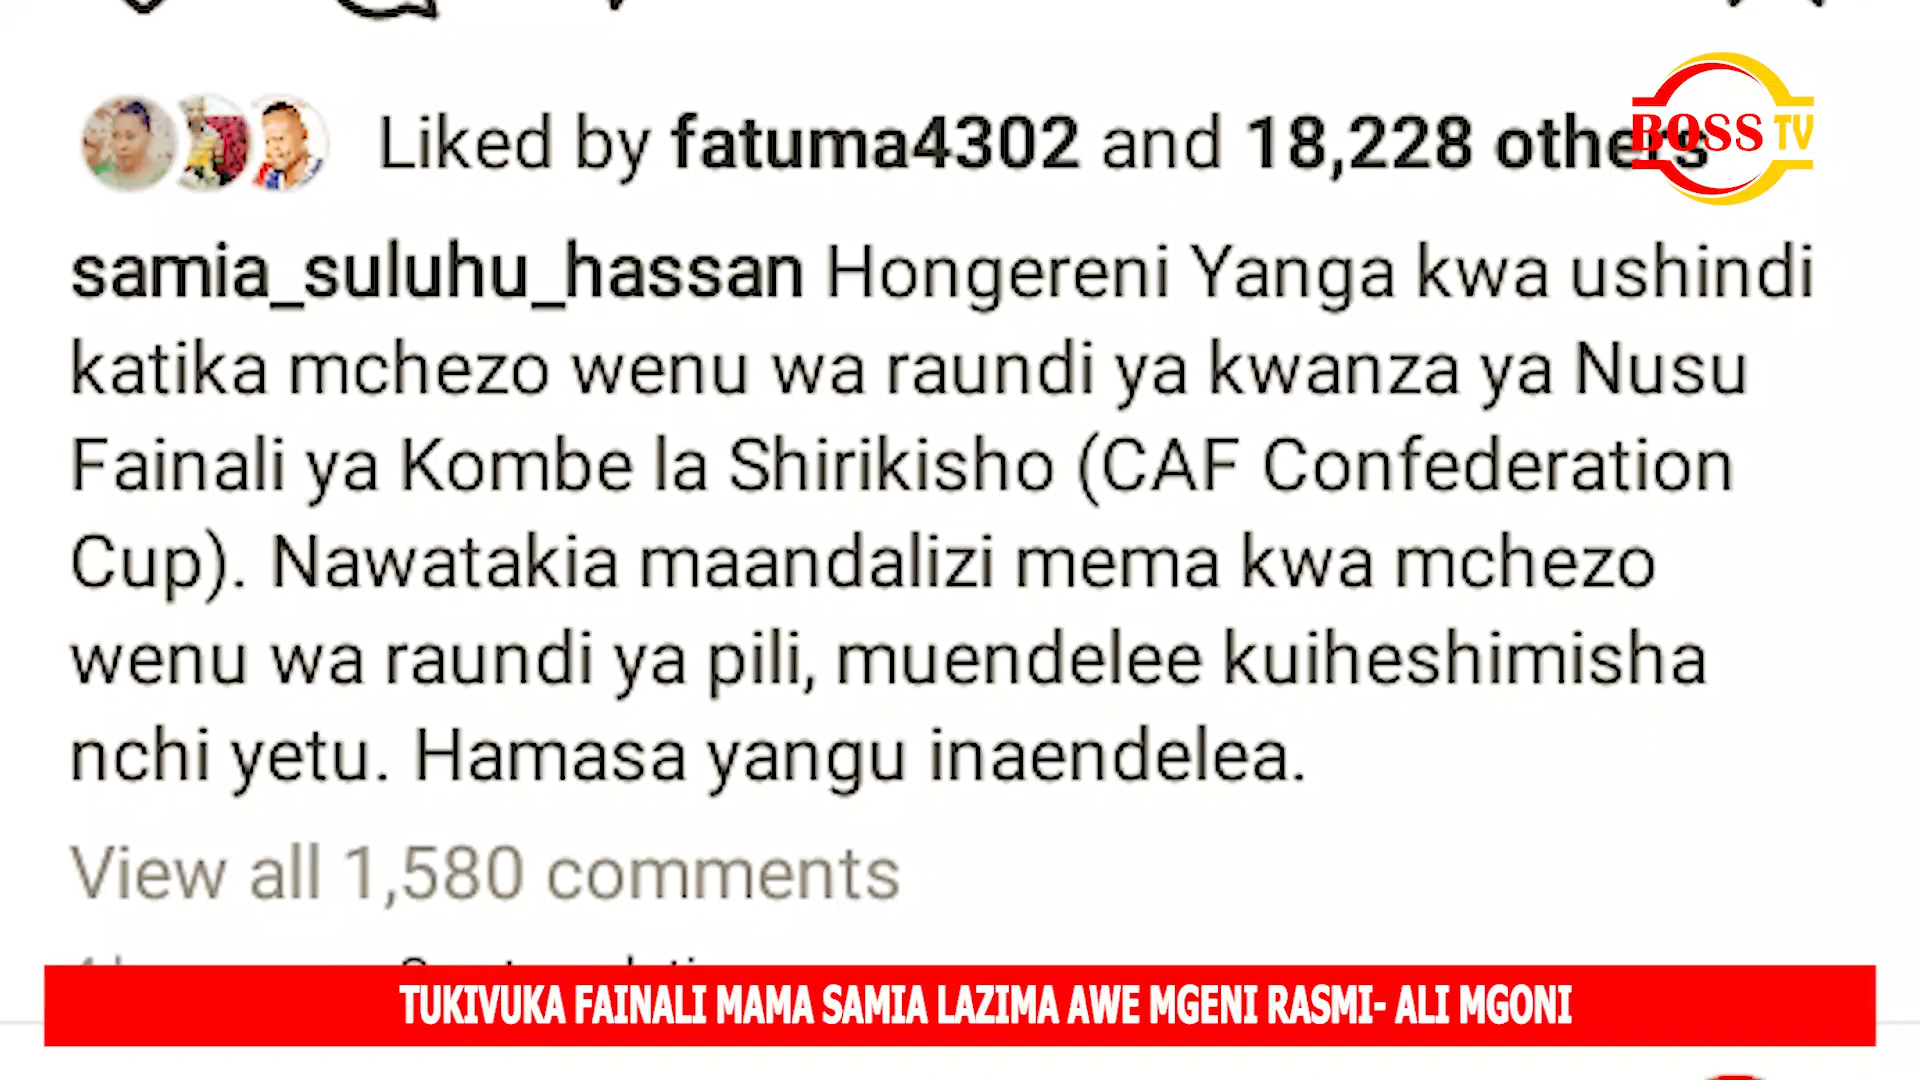 Liked by fatuma4302 and 18,228 others
BOSS TV
samia_suluhu_hassan Hongereni Yanga kwa ushindi
katika mchezo wenu wa raundi ya kwanza ya Nusu
Fainali ya Kombe la Shirikisho (CAF Confederation
Cup). Nawatakia maandalizi mema kwa mchezo
wenu wa raundi ya pili, muendelee kuiheshimisha
nchi yetu. Hamasa yangu inaendelea.
View all 1,580 comments
TUKIVUKA FAINALI MAMA SAMIA LAZIMA AWE MGENI RASMI- ALI MGONI